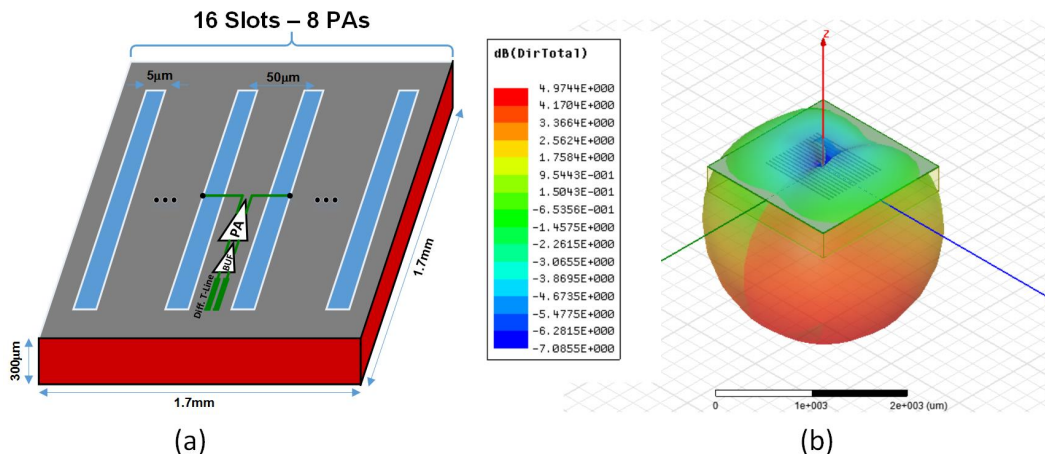 16 Slots – 8 PAs
5µm
50µm
PA
BUF
Diff. T-Line
1.7mm
300µm
1.7mm
(a)
dB(DirTotal)
4.9744E+000
4.1704E+000
3.3664E+000
2.5624E+000
1.7584E+000
9.5443E-001
1.5043E-001
-6.5356E-001
-1.4575E+000
-2.2615E+000
-3.0655E+000
-3.8695E+000
-4.6735E+000
-5.4775E+000
-6.2815E+000
-7.0855E+000
Z
0 1e+003 2e+003 (um)
(b)